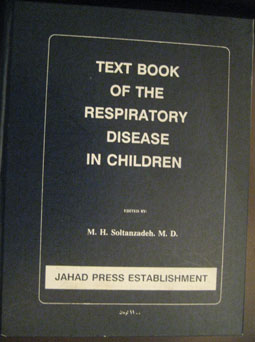 TEXT BOOK
OF THE
RESPIRATORY
DISEASE
IN CHILDREN
EDITED BY:
M. H. Soltanzadeh. M. D.
JAHAD PRESS ESTABLISHMENT